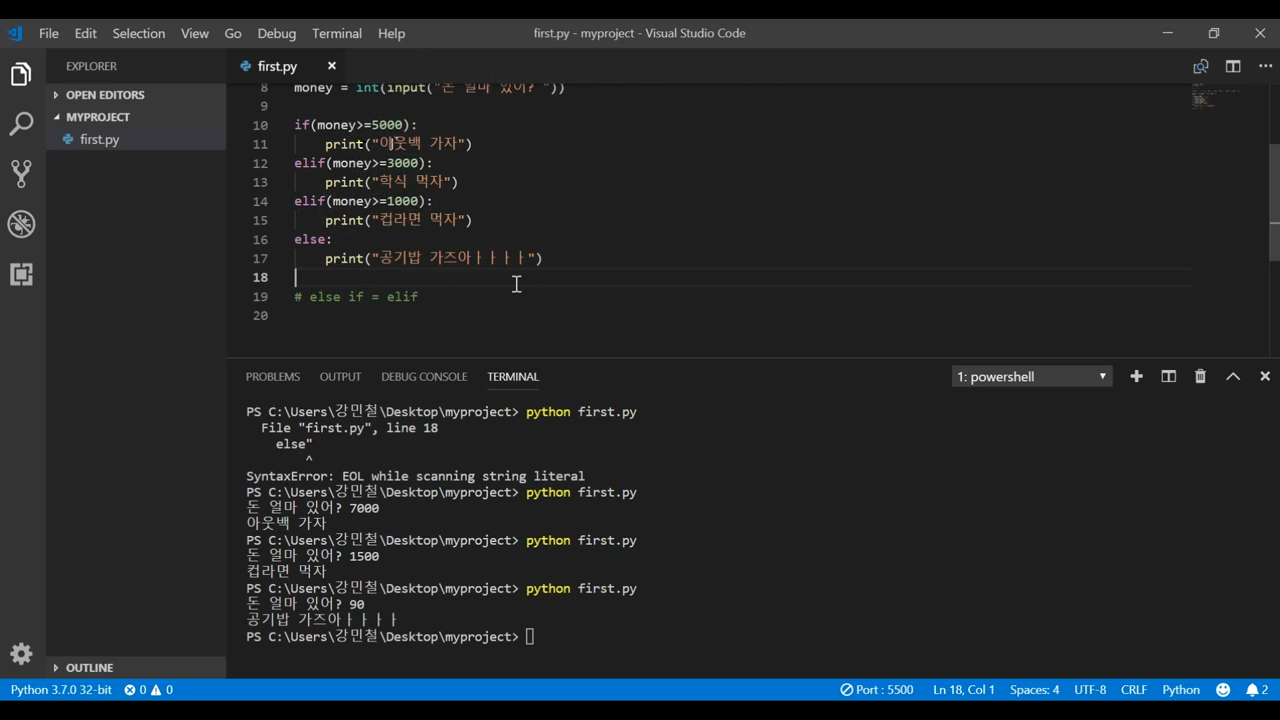 File Edit Selection View Go Debug Terminal Help
first.py - myproject - Visual Studio Code
EXPLORER
OPEN EDITORS
MYPROJECT
first.py
OUTLINE
first.py
8 money = int(input("돈 얼마 있어? "))
9
10 if(money>=5000):
11 print("아웃백 가자")
12 elif(money>=3000):
13 print("학식 먹자")
14 elif(money>=1000):
15 print("컵라면 먹자")
16 else:
17 print("공기밥 가즈아ㅏㅏㅏㅏ")
18
19 # else if = elif
20
PROBLEMS OUTPUT DEBUG CONSOLE TERMINAL
1: powershell
PS C:\Users\강민철\Desktop\myproject> python first.py
File "first.py", line 18
else"
^
SyntaxError: EOL while scanning string literal
PS C:\Users\강민철\Desktop\myproject> python first.py
돈 얼마 있어? 7000
아웃백 가자
PS C:\Users\강민철\Desktop\myproject> python first.py
돈 얼마 있어? 1500
컵라면 먹자
PS C:\Users\강민철\Desktop\myproject> python first.py
돈 얼마 있어? 90
공기밥 가즈아ㅏㅏㅏㅏ
PS C:\Users\강민철\Desktop\myproject>
Python 3.7.0 32-bit 0 0 Port : 5500 Ln 18, Col 1 Spaces: 4 UTF-8 CRLF Python 2